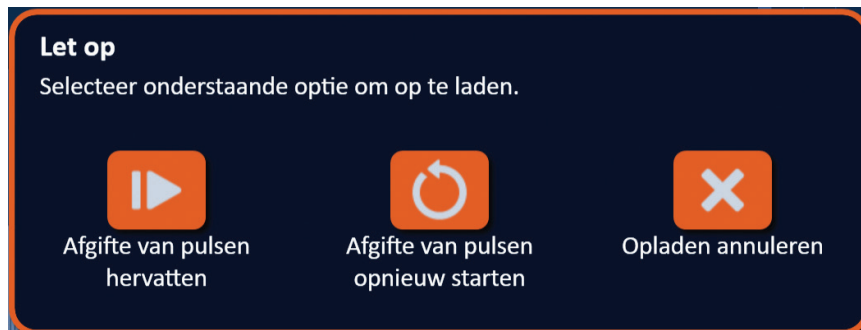 Let op
Selecteer onderstaande optie om op te laden.
Afgifte van pulsen
hervatten
Afgifte van pulsen
opnieuw starten
Opladen annuleren